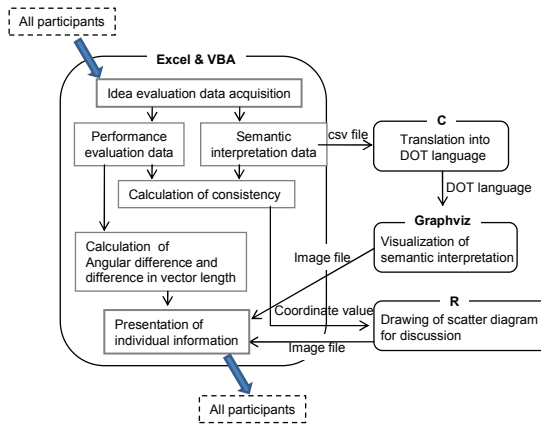 All participants
Excel & VBA
Idea evaluation data acquisition
Performance
evaluation data
Semantic
interpretation data
csv file
C
Translation into
DOT language
DOT language
Calculation of consistency
Graphviz
Visualization of
semantic interpretation
Image file
Calculation of
Angular difference and
difference in vector length
Coordinate value
R
Drawing of scatter diagram
for discussion
Presentation of
individual information
Image file
All participants